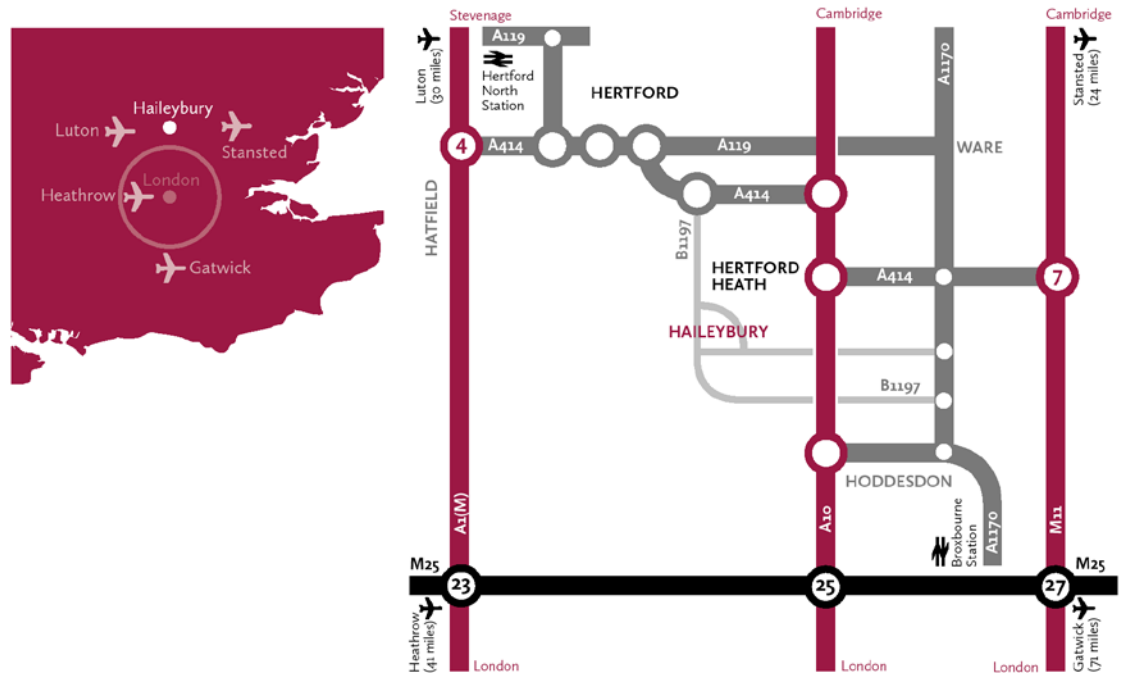 Haileybury
Luton
Stansted
London
Heathrow
Gatwick
Stevenage
Cambridge
Cambridge
Luton
(30 miles)
A119
Hertford
North
Station
HERTFORD
A1170
Stansted
(24 miles)
4
A414
A119
WARE
HATFIELD
A414
B1197
HERTFORD
HEATH
A414
7
HAILEYBURY
B1197
HODDESDON
A1(M)
A10
Broxbourne
Station
A1170
M11
M25
23
25
27
M25
Heathrow
(41 miles)
London
London
London
Gatwick
(71 miles)